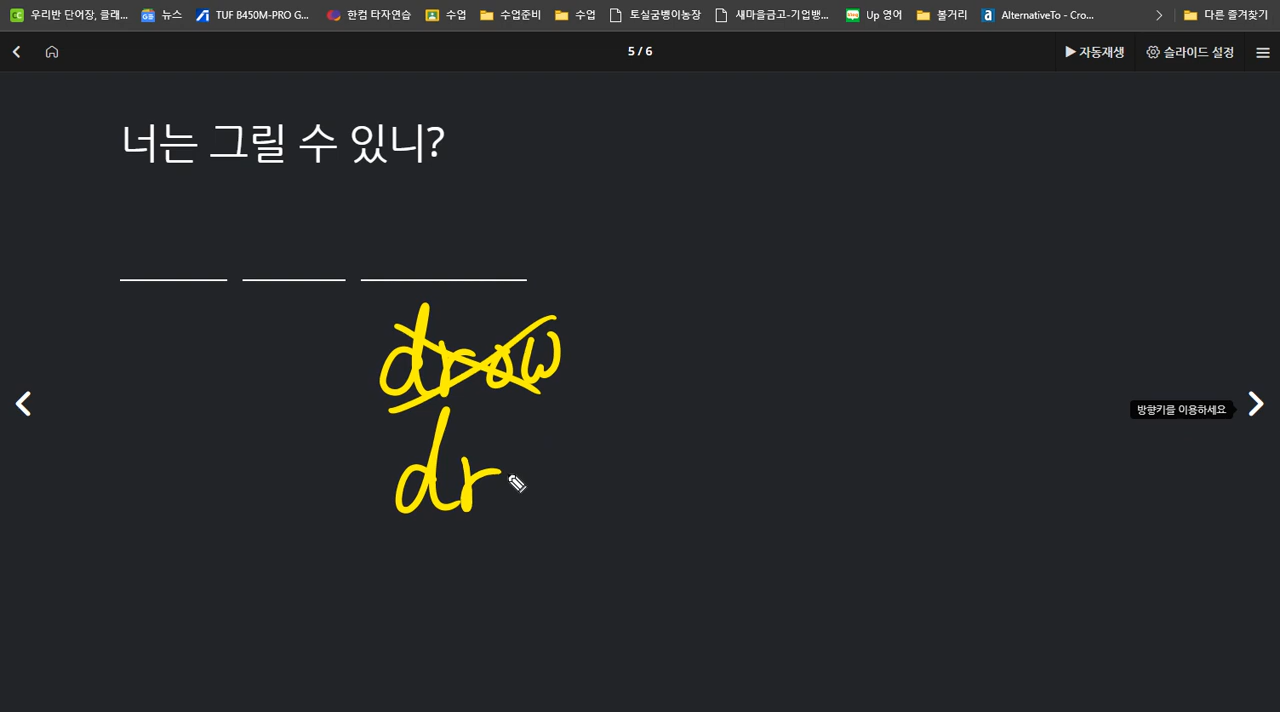 우리반 단어장, 클래... 뉴스 TUF B450M-PRO G... 한컴 타자연습 수업 수업준비 수업 토실굼벵이농장 새마을금고-기업뱅... Up 영어 볼거리 AlternativeTo - Cro... 다른 즐겨찾기
5 / 6 자동재생 슬라이드 설정
너는 그릴 수 있니?
drow
방향키를 이용하세요
dr